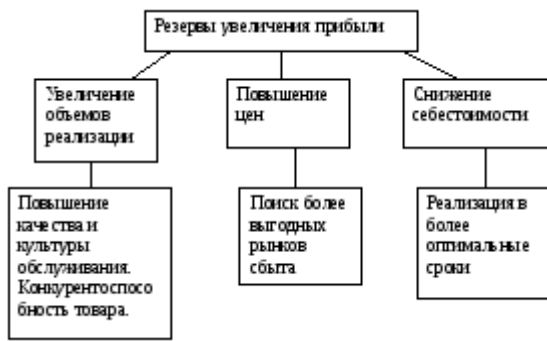 Резервы увеличения прибыли
Увеличение
объемов
реализации
Повышение
цен
Снижение
себестоимости
Повышение
качества и
культуры
обслуживания.
Конкурентоспосо
бность товара.
Поиск более
выгодных
рынков
сбыта
Реализация в
более
оптимальные
сроки